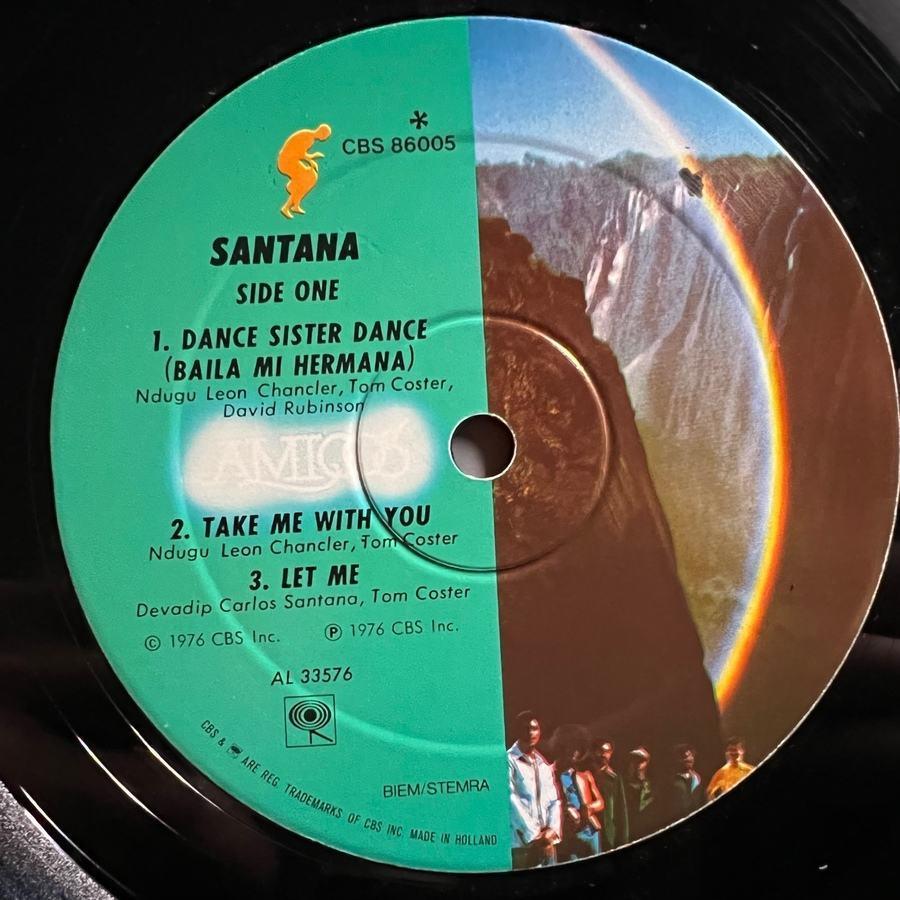 *
CBS 86005
SANTANA
SIDE ONE
1. DANCE SISTER DANCE
(BAILA MI HERMANA)
Ndugu Leon Chancler, Tom Coster,
David Rubinson
AMIGOS
2. TAKE ME WITH YOU
Ndugu Leon Chancler, Tom Coster
3. LET ME
Devadip Carlos Santana, Tom Coster
© 1976 CBS Inc. ℗ 1976 CBS Inc.
AL 33576
BIEM/STEMRA
CBS & ARE REG. TRADEMARKS OF CBS INC. MADE IN HOLLAND